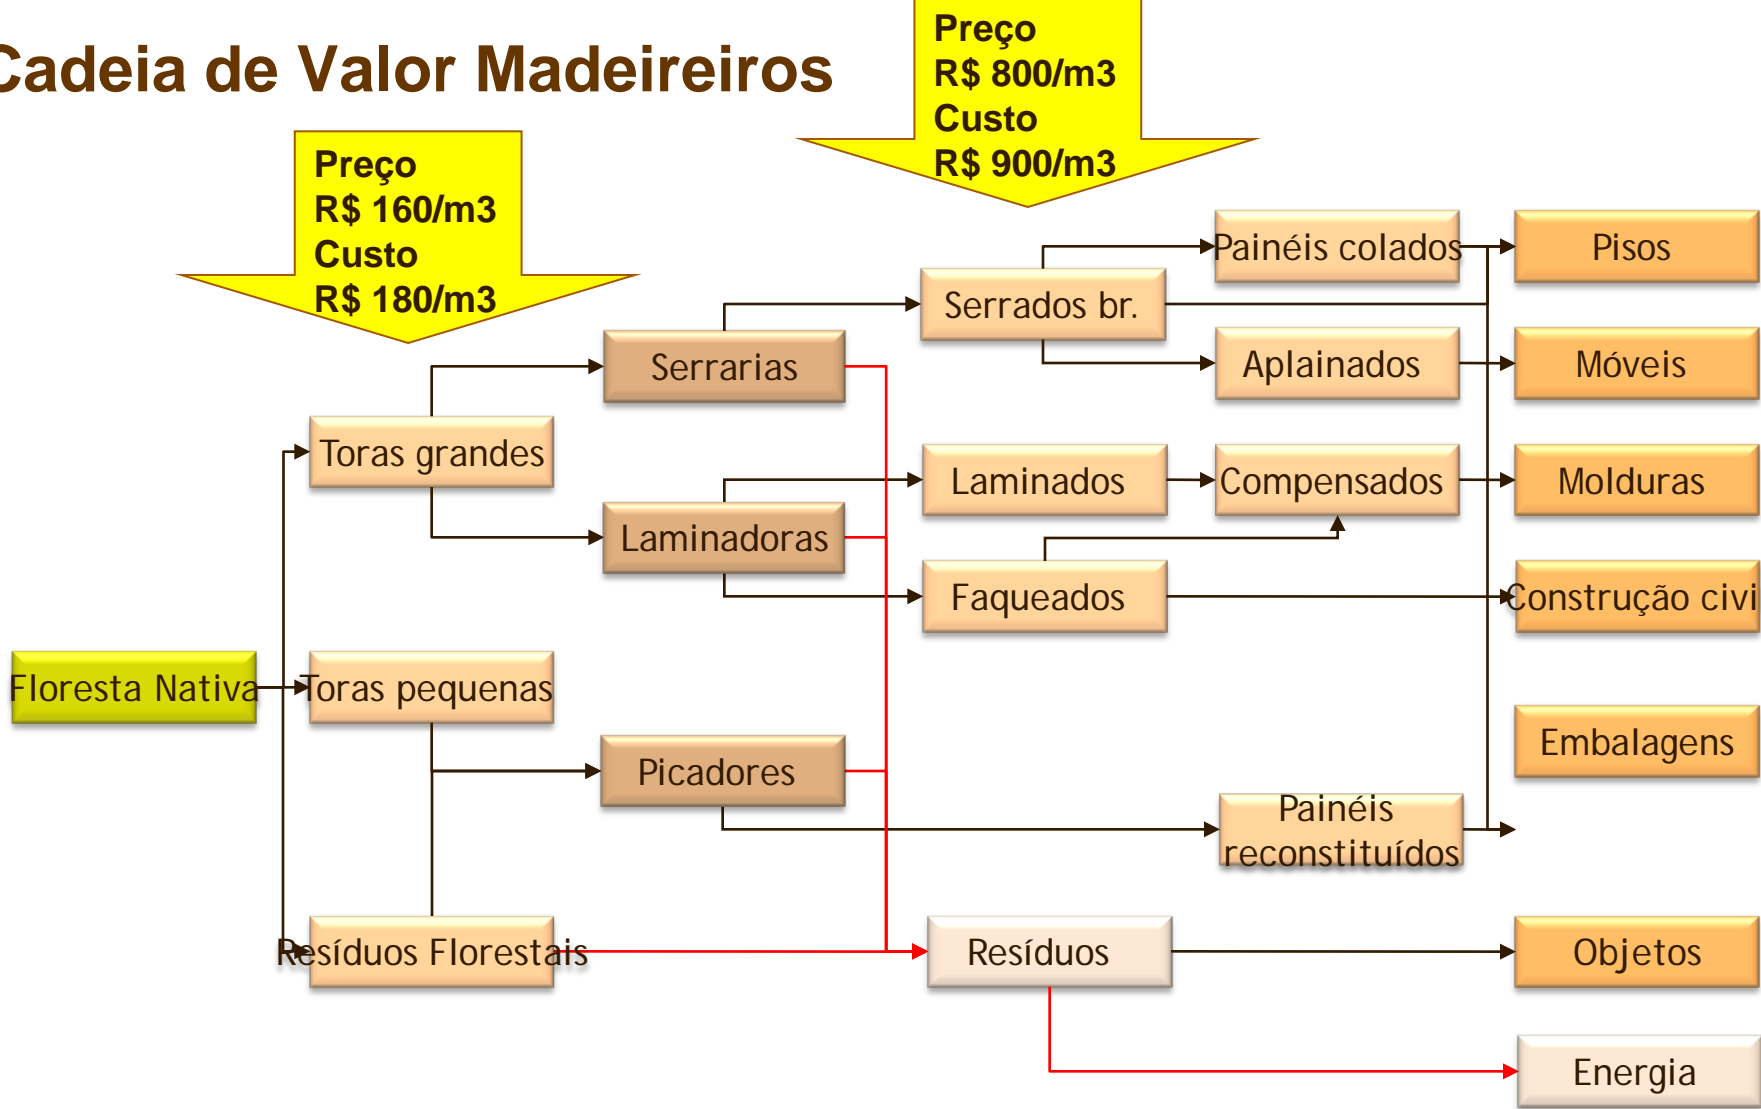 Cadeia de Valor Madeireiros
Preço
R$ 800/m3
Custo
R$ 900/m3
Preço
R$ 160/m3
Custo
R$ 180/m3
Painéis colados
Pisos
Serrados br.
Serrarias
Aplainados
Móveis
Toras grandes
Laminados
Compensados
Molduras
Laminadoras
Faqueados
Construção civi
Floresta Nativa
Toras pequenas
Embalagens
Picadores
Painéis
reconstituídos
Resíduos Florestais
Resíduos
Objetos
Energia